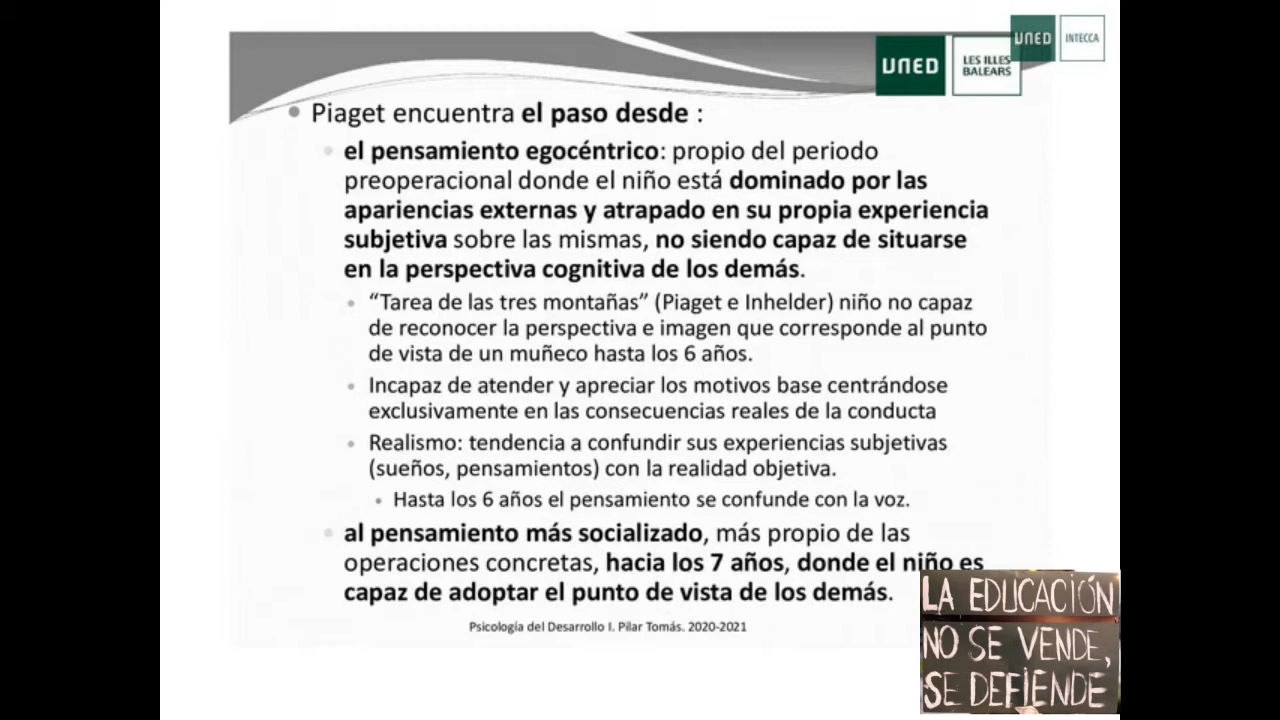 UNED INTECCA
UNED LES ILLES
BALEARS
Piaget encuentra el paso desde :
el pensamiento egocéntrico: propio del periodo
preoperacional donde el niño está dominado por las
apariencias externas y atrapado en su propia experiencia
subjetiva sobre las mismas, no siendo capaz de situarse
en la perspectiva cognitiva de los demás.
“Tarea de las tres montañas” (Piaget e Inhelder) niño no capaz
de reconocer la perspectiva e imagen que corresponde al punto
de vista de un muñeco hasta los 6 años.
Incapaz de atender y apreciar los motivos base centrándose
exclusivamente en las consecuencias reales de la conducta
Realismo: tendencia a confundir sus experiencias subjetivas
(sueños, pensamientos) con la realidad objetiva.
Hasta los 6 años el pensamiento se confunde con la voz.
al pensamiento más socializado, más propio de las
operaciones concretas, hacia los 7 años, donde el niño es
capaz de adoptar el punto de vista de los demás.
Psicología del Desarrollo I. Pilar Tomás. 2020-2021
LA EDUCACIÓN
NO SE VENDE,
SE DEFIENDE